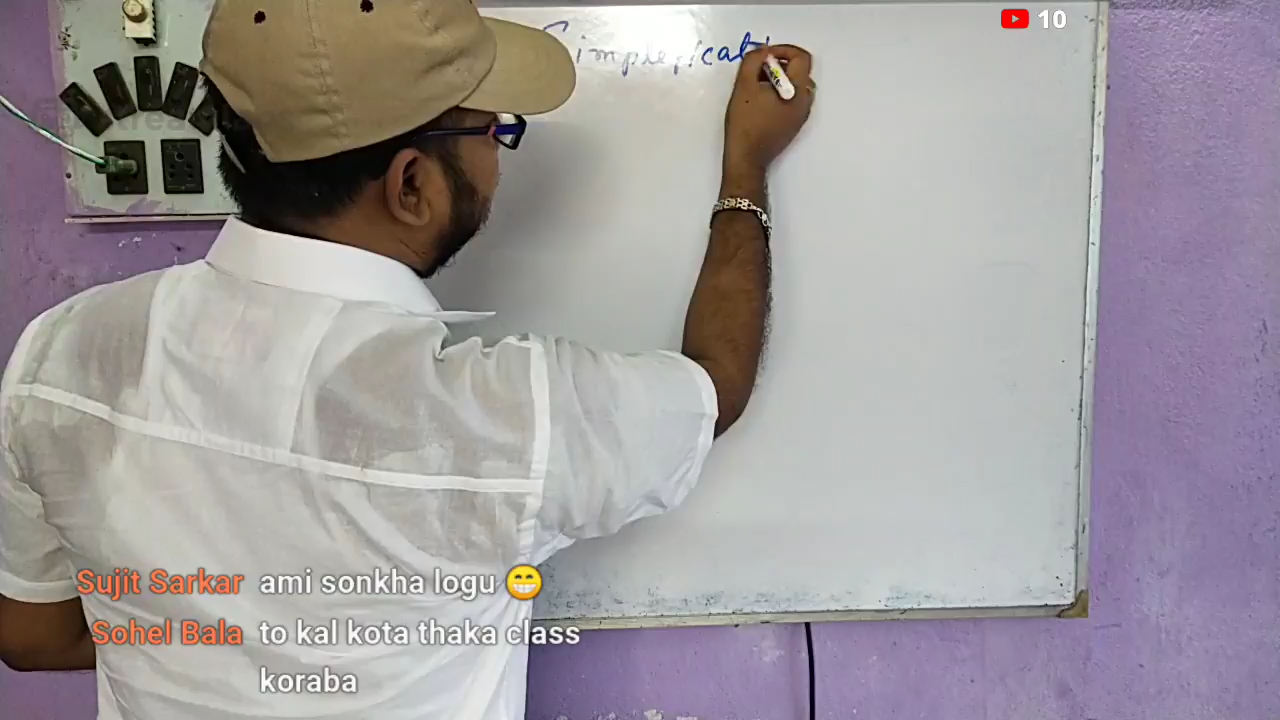 10
Simplificat
Sujit Sarkar ami sonkha logu 😁
Sohel Bala to kal kota thaka class
koraba